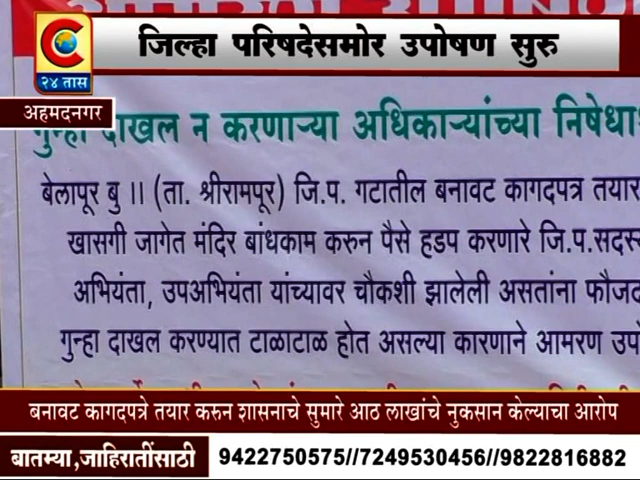 जिल्हा परिषदेसमोर उपोषण सुरु
C
२४ तास
अहमदनगर
गुन्हा दाखल न करणाऱ्या अधिकाऱ्यांच्या
बेलापूर बु ।। (ता. श्रीरामपूर) जि.प. गटातील बनावट कागदपत्र तयार
खासगी जागेत मंदिर बांधकाम करुन पैसे हडप करणारे जि.प.सदस्
अभियंता, उपअभियंता यांच्यावर चौकशी झालेली असतांना फौजद
गुन्हा दाखल करण्यात टाळाटाळ होत असल्या कारणाने आमरण उपो
बनावट कागदपत्रे तयार करुन शासनाचे सुमारे आठ लाखांचे नुकसान केल्याचा आरोप
बातम्या,जाहिरातींसाठी 9422750575//7249530456//9822816882